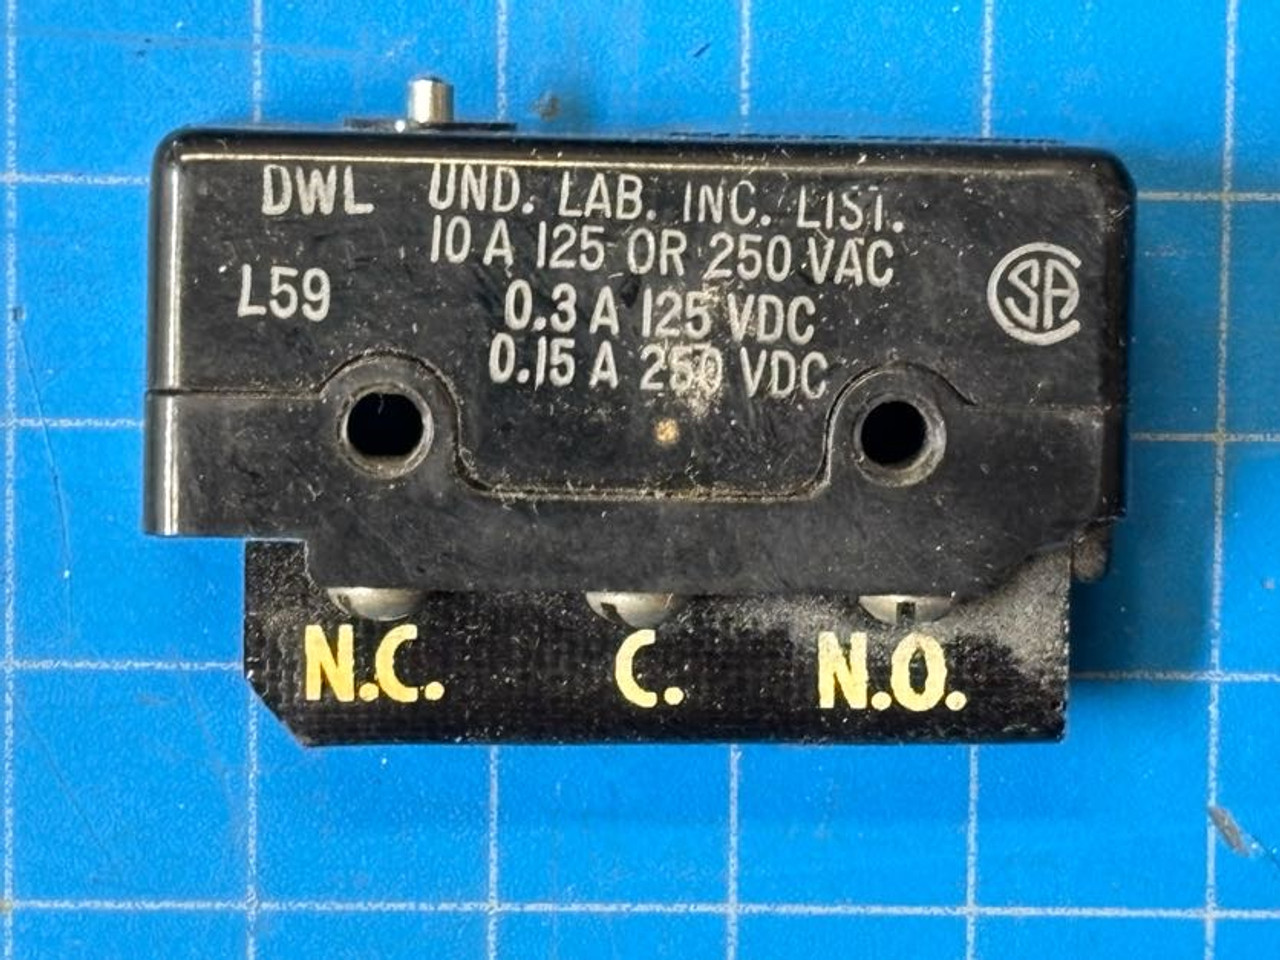 DWL UND. LAB. INC. LIST.
10 A 125 OR 250 VAC
L59 0.3 A 125 VDC
0.15 A 250 VDC
CSA
N.C. C. N.O.